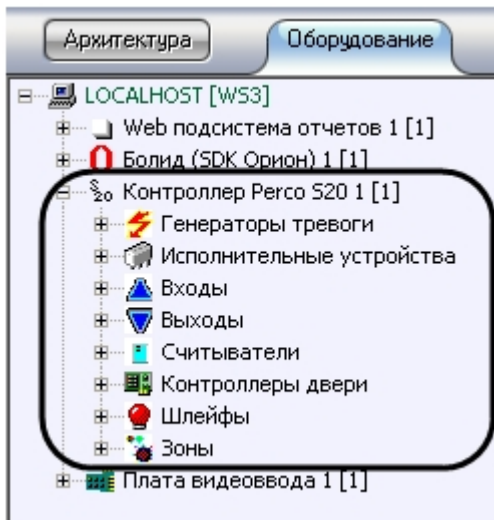 Архитектура
Оборудование
LOCALHOST [WS3]
Web подсистема отчетов 1 [1]
Болид (SDK Орион) 1 [1]
S20 Контроллер Perco S20 1 [1]
Генераторы тревоги
Исполнительные устройства
Входы
Выходы
Считыватели
Контроллеры двери
Шлейфы
Зоны
Плата видеоввода 1 [1]